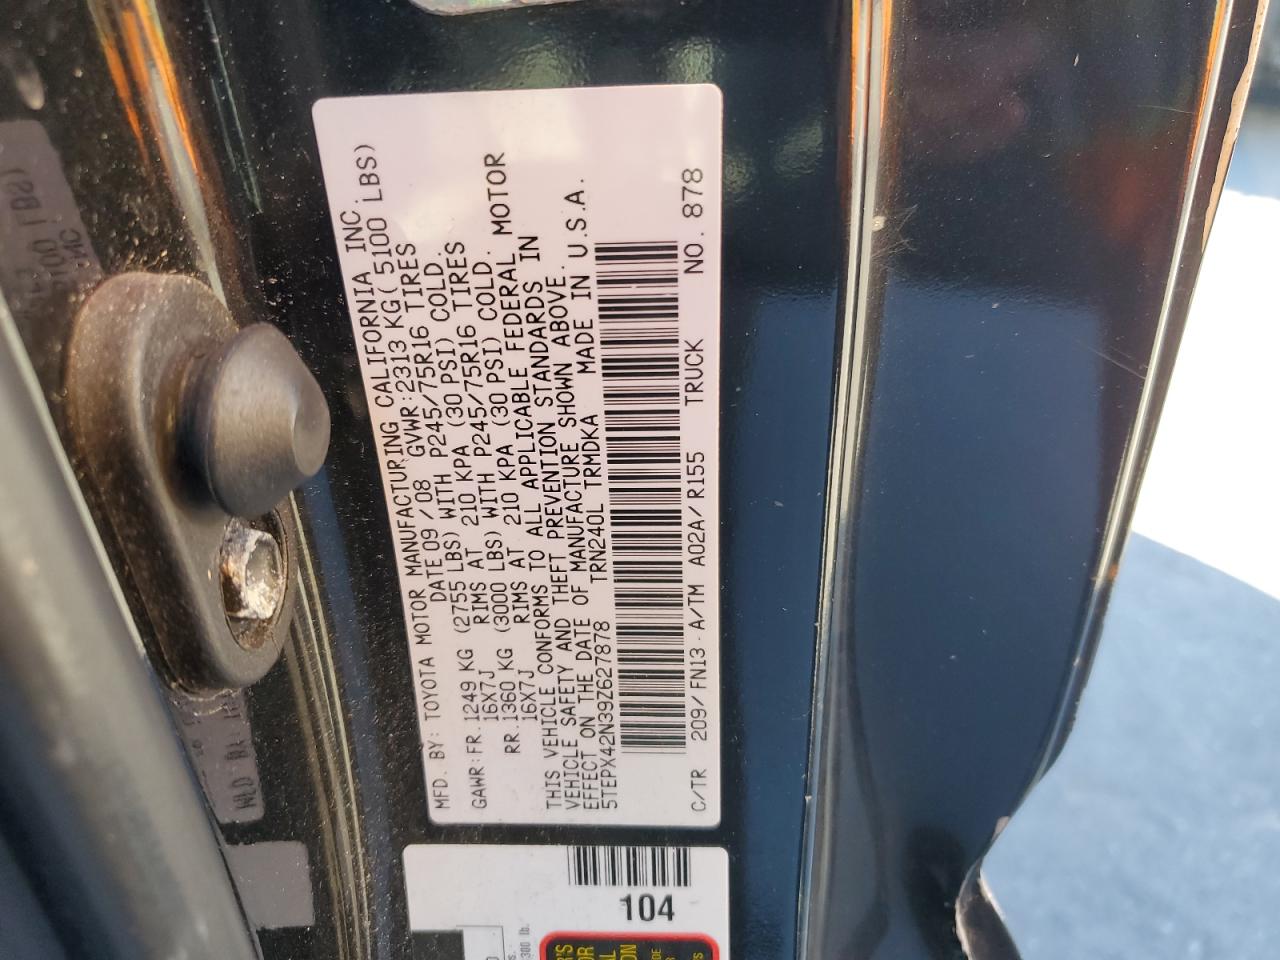 MFD. BY: TOYOTA MOTOR MANUFACTURING CALIFORNIA INC.
DATE 09/08 GVWR:2313 KG(5100 LBS)
GAWR:FR.1249 KG (2755 LBS) WITH P245/75R16 TIRES
16X7J RIMS AT 210 KPA (30 PSI) COLD.
RR.1360 KG (3000 LBS) WITH P245/75R16 TIRES
16X7J RIMS AT 210 KPA (30 PSI) COLD.
THIS VEHICLE CONFORMS TO ALL APPLICABLE FEDERAL MOTOR
VEHICLE SAFETY AND THEFT PREVENTION STANDARDS IN
EFFECT ON THE DATE OF MANUFACTURE SHOWN ABOVE.
5TEPX42N39Z627878 TRN240L TRMDKA MADE IN U.S.A.
C/TR 209/FN13 A/TM A02A/R155 TRUCK NO. 878
104